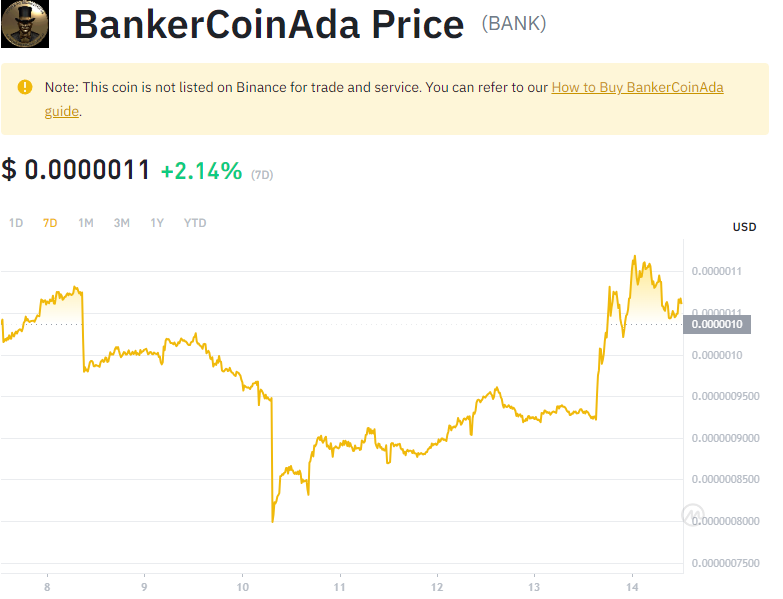 BankerCoinAda Price (BANK)
Note: This coin is not listed on Binance for trade and service. You can refer to our How to Buy BankerCoinAda
guide.
$ 0.0000011 +2.14% (7D)
1D 7D 1M 3M 1Y YTD
USD
0.0000011
0.0000011
0.0000010
0.0000010
0.0000009500
0.0000009000
0.0000008500
0.0000008000
0.0000007500
8 9 10 11 12 13 14